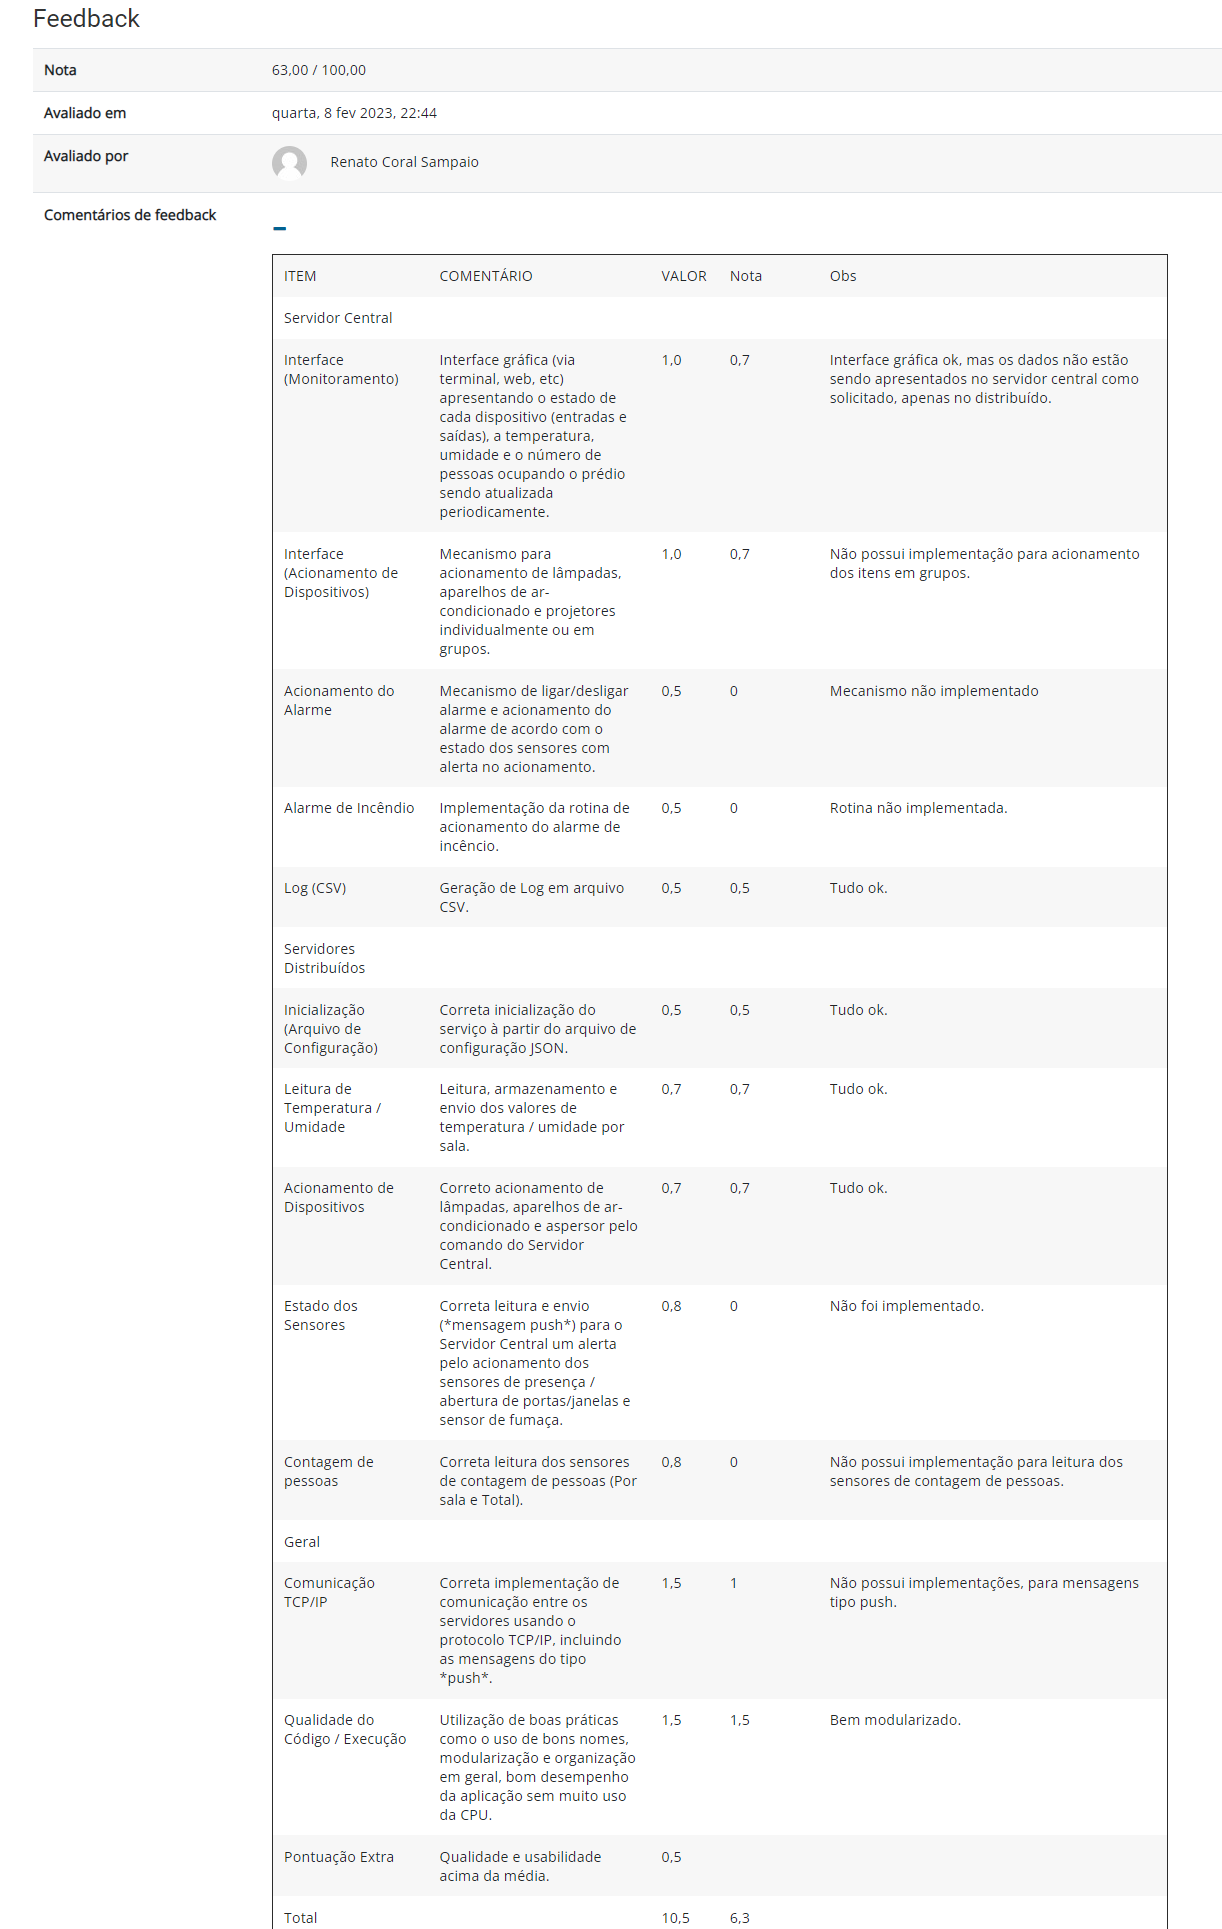 Feedback
Nota 63,00 / 100,00
Avaliado em quarta, 8 fev 2023, 22:44
Avaliado por Renato Coral Sampaio
Comentários de feedback
ITEM COMENTÁRIO VALOR Nota Obs
Servidor Central
Interface Interface gráfica (via 1,0 0,7 Interface gráfica ok, mas os dados não estão
(Monitoramento) terminal, web, etc) sendo apresentados no servidor central como
apresentando o estado de solicitado, apenas no distribuído.
cada dispositivo (entradas e
saídas), a temperatura,
umidade e o número de
pessoas ocupando o prédio
sendo atualizada
periodicamente.
Interface Mecanismo para 1,0 0,7 Não possui implementação para acionamento
(Acionamento de acionamento de lâmpadas, dos itens em grupos.
Dispositivos) aparelhos de ar-
condicionado e projetores
individualmente ou em
grupos.
Acionamento do Mecanismo de ligar/desligar 0,5 0 Mecanismo não implementado
Alarme alarme e acionamento do
alarme de acordo com o
estado dos sensores com
alerta no acionamento.
Alarme de Incêndio Implementação da rotina de 0,5 0 Rotina não implementada.
acionamento do alarme de
incêncio.
Log (CSV) Geração de Log em arquivo 0,5 0,5 Tudo ok.
CSV.
Servidores
Distribuídos
Inicialização Correta inicialização do 0,5 0,5 Tudo ok.
(Arquivo de serviço à partir do arquivo de
Configuração) configuração JSON.
Leitura de Leitura, armazenamento e 0,7 0,7 Tudo ok.
Temperatura / envio dos valores de
Umidade temperatura / umidade por
sala.
Acionamento de Correto acionamento de 0,7 0,7 Tudo ok.
Dispositivos lâmpadas, aparelhos de ar-
condicionado e aspersor pelo
comando do Servidor
Central.
Estado dos Correta leitura e envio 0,8 0 Não foi implementado.
Sensores (*mensagem push*) para o
Servidor Central um alerta
pelo acionamento dos
sensores de presença /
abertura de portas/janelas e
sensor de fumaça.
Contagem de Correta leitura dos sensores 0,8 0 Não possui implementação para leitura dos
pessoas de contagem de pessoas (Por sensores de contagem de pessoas.
sala e Total).
Geral
Comunicação Correta implementação de 1,5 1 Não possui implementações, para mensagens
TCP/IP comunicação entre os tipo push.
servidores usando o
protocolo TCP/IP, incluindo
as mensagens do tipo
*push*.
Qualidade do Utilização de boas práticas 1,5 1,5 Bem modularizado.
Código / Execução como o uso de bons nomes,
modularização e organização
em geral, bom desempenho
da aplicação sem muito uso
da CPU.
Pontuação Extra Qualidade e usabilidade 0,5
acima da média.
Total 10,5 6,3